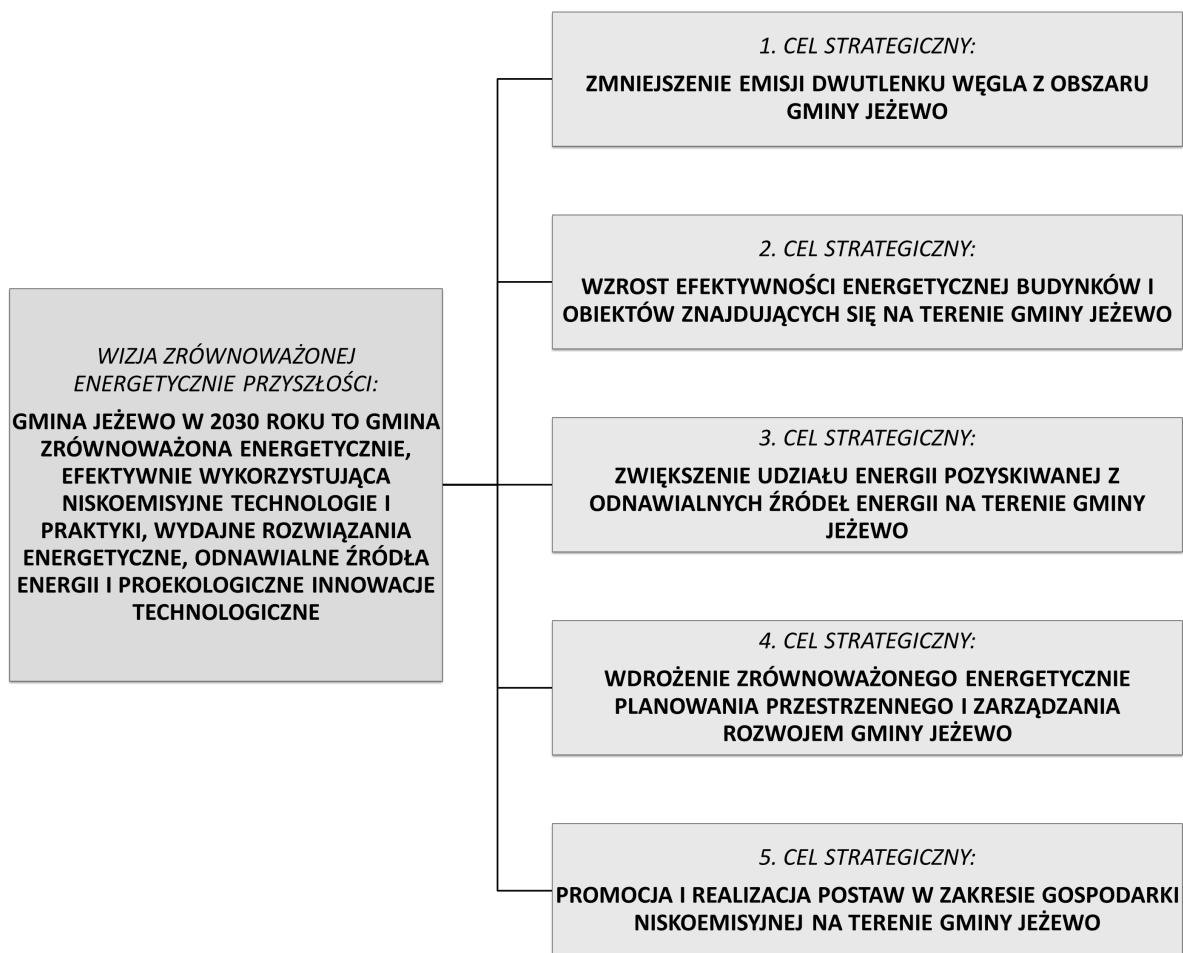 WIZJA ZRÓWNOWAŻONEJ
ENERGETYCZNIE PRZYSZŁOŚCI:
GMINA JEŻEWO W 2030 ROKU TO GMINA
ZRÓWNOWAŻONA ENERGETYCZNIE,
EFEKTYWNIE WYKORZYSTUJĄCA
NISKOEMISYJNE TECHNOLOGIE I
PRAKTYKI, WYDAJNE ROZWIĄZANIA
ENERGETYCZNE, ODNAWIALNE ŹRÓDŁA
ENERGII I PROEKOLOGICZNE INNOWACJE
TECHNOLOGICZNE
1. CEL STRATEGICZNY:
ZMNIEJSZENIE EMISJI DWUTLENKU WĘGLA Z OBSZARU
GMINY JEŻEWO
2. CEL STRATEGICZNY:
WZROST EFEKTYWNOŚCI ENERGETYCZNEJ BUDYNKÓW I
OBIEKTÓW ZNAJDUJĄCYCH SIĘ NA TERENIE GMINY JEŻEWO
3. CEL STRATEGICZNY:
ZWIĘKSZENIE UDZIAŁU ENERGII POZYSKIWANEJ Z
ODNAWIALNYCH ŹRÓDEŁ ENERGII NA TERENIE GMINY
JEŻEWO
4. CEL STRATEGICZNY:
WDROŻENIE ZRÓWNOWAŻONEGO ENERGETYCZNIE
PLANOWANIA PRZESTRZENNEGO I ZARZĄDZANIA
ROZWOJEM GMINY JEŻEWO
5. CEL STRATEGICZNY:
PROMOCJA I REALIZACJA POSTAW W ZAKRESIE GOSPODARKI
NISKOEMISYJNEJ NA TERENIE GMINY JEŻEWO